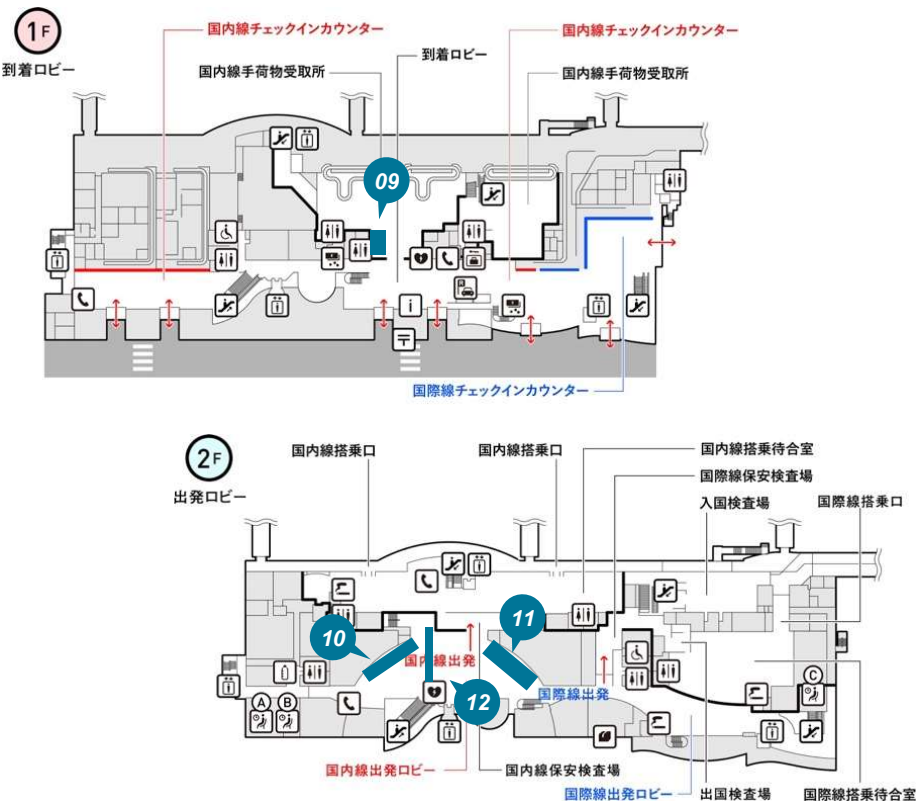 1F
到着ロビー
国内線チェックインカウンター
国内線手荷物受取所
到着ロビー
国内線チェックインカウンター
国内線手荷物受取所
09
i
〒
国際線チェックインカウンター
2F
出発ロビー
国内線搭乗口
国内線搭乗口
国内線搭乗待合室
国際線保安検査場
入国検査場
国際線搭乗口
10
11
国内線出発
12
国際線出発
A
B
C
国内線出発ロビー
国内線保安検査場
国際線出発ロビー
出国検査場
国際線搭乗待合室